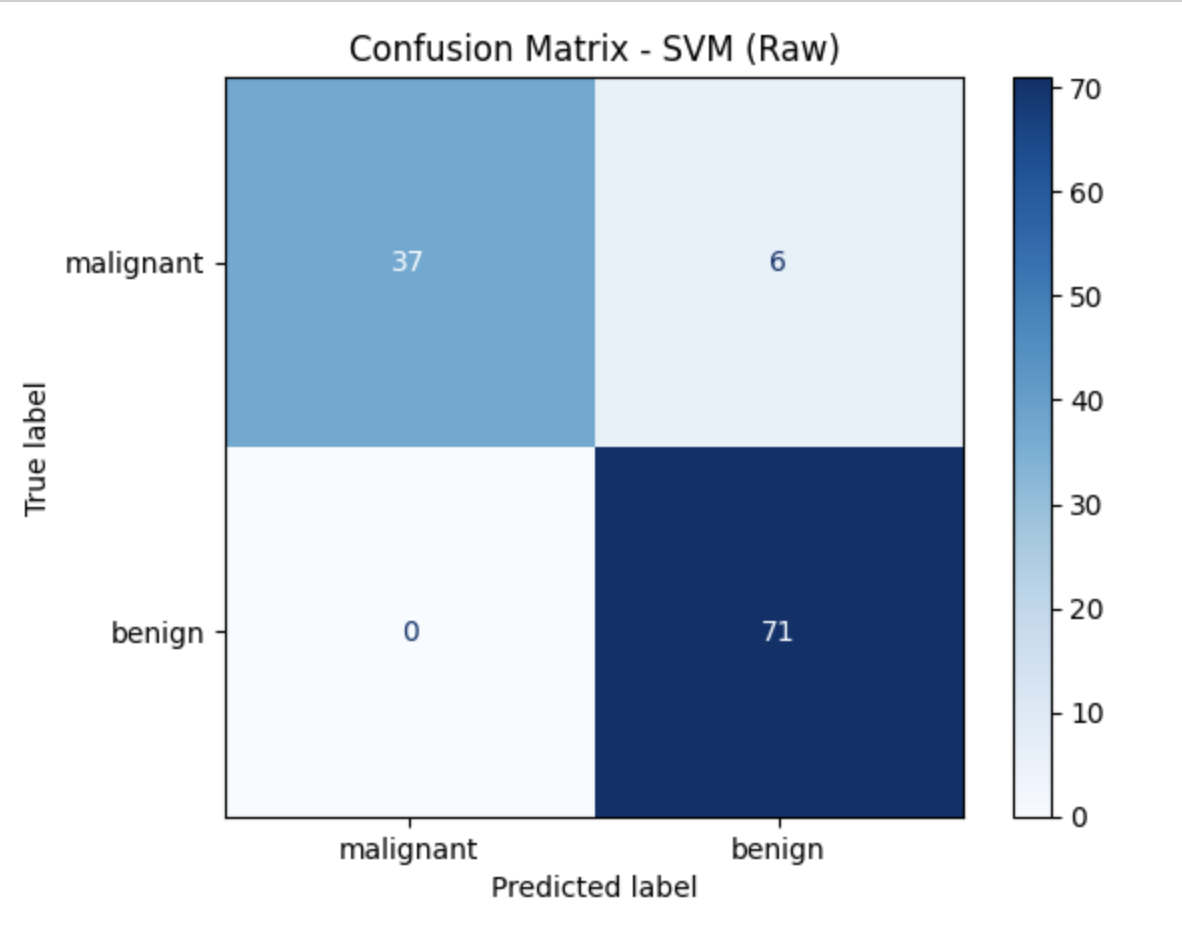 Confusion Matrix - SVM (Raw)
70
60
50
40
30
20
10
0
malignant
37
6
True label
benign
0
71
malignant
benign
Predicted label